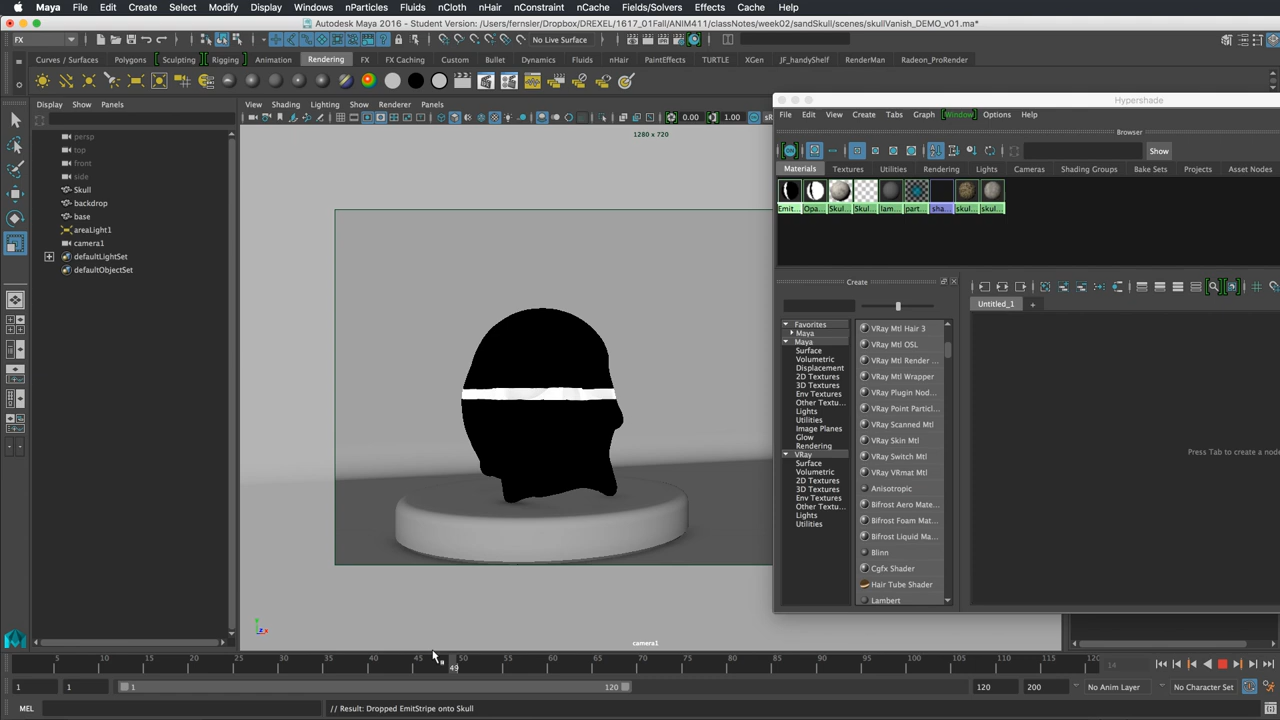 Maya File Edit Create Select Modify Display Windows Fluids nParticles nCloth nHair nConstraint nCache Fields/Solvers Effects Cache Help
Autodesk Maya 2016 - Student Version: /Users/fernsler/Dropbox/DREXEL/1617_01Fall/ANIM411/classNotes/week02/sandSkull/scenes/skullVanish_DEMO_v01.ma*
FX No Live Surface
Curves / Surfaces Polygons Sculpting Rigging Animation Rendering FX FX Caching Custom Bullet Dynamics Fluids nHair PaintEffects TURTLE XGen JF_handyShelf RenderMan Radeon_ProRender
Display Show Panels
View Shading Lighting Show Renderer Panels
0.00 1.00
1280 x 720
persp
top
front
side
Skull
backdrop
base
areaLight1
camera1
defaultLightSet
defaultObjectSet
camera1
Hypershade
File Edit View Create Tabs Graph Window Options Help
Browser
ON Show
Materials Textures Utilities Rendering Lights Cameras Shading Groups Bake Sets Projects Asset Nodes
Emit... Opa... Skul... Skul... lam... part... sha... skul... skul...
Create
Untitled_1 +
Favorites
Maya
Maya
Surface
Volumetric
Displacement
2D Textures
3D Textures
Env Textures
Other Textu...
Lights
Utilities
Image Planes
Glow
Rendering
VRay
Surface
Volumetric
2D Textures
3D Textures
Env Textures
Other Textu...
Lights
Utilities
VRay Mtl Hair 3
VRay Mtl OSL
VRay Mtl Render ...
VRay Mtl Wrapper
VRay Plugin Nod...
VRay Point Particl...
VRay Scanned Mtl
VRay Skin Mtl
VRay Switch Mtl
VRay VRmat Mtl
Anisotropic
Bifrost Aero Mate...
Bifrost Foam Mat...
Bifrost Liquid Ma...
Blinn
Cgfx Shader
Hair Tube Shader
Lambert
Press Tab to create a node
5 10 15 20 25 30 35 40 45 49 50 55 60 65 70 75 80 85 90 95 100 105 110 115 120 14
1 1 1 120 120 200 No Anim Layer No Character Set
MEL // Result: Dropped EmitStripe onto Skull